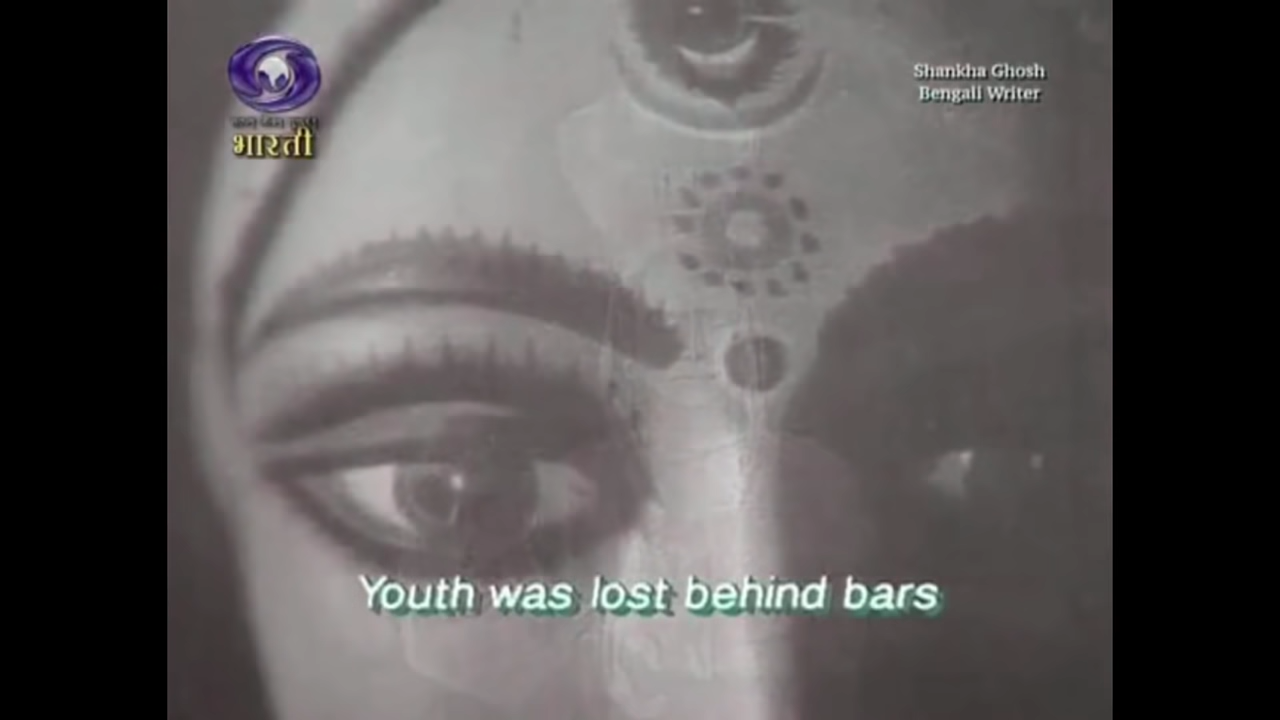 Shankha Ghosh
Bengali Writer
भारती
Youth was lost behind bars